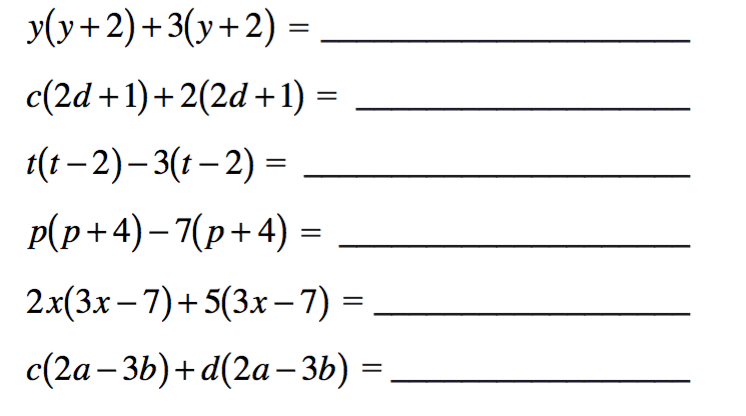 y(y+2)+3(y+2) = ____________________
c(2d+1)+2(2d+1) = ____________________
t(t−2)−3(t−2) = ____________________
p(p+4)−7(p+4) = ____________________
2x(3x−7)+5(3x−7) = ____________________
c(2a−3b)+d(2a−3b) = ____________________